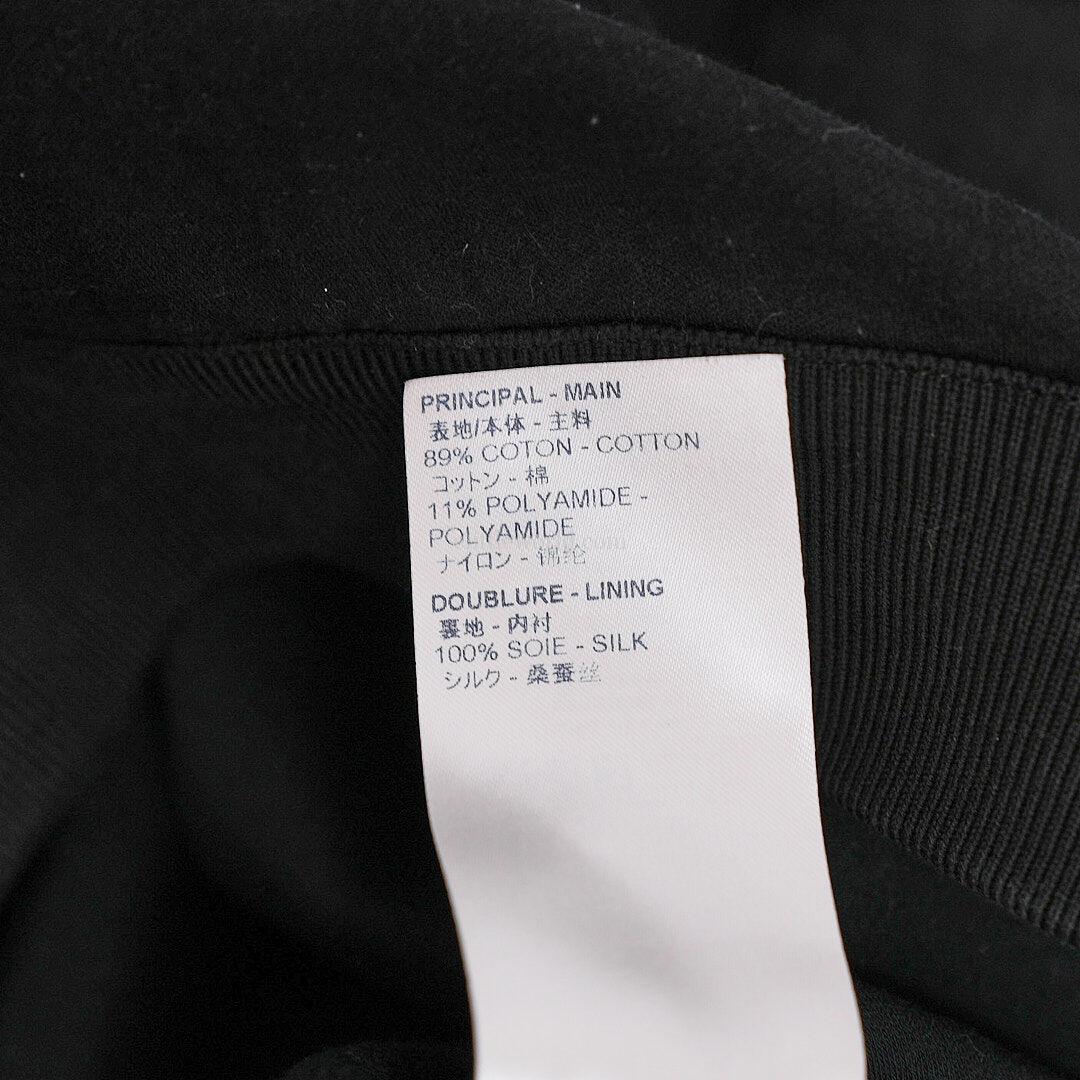 PRINCIPAL - MAIN
表地/本体 - 主料
89% COTON - COTTON
コットン - 棉
11% POLYAMIDE -
POLYAMIDE
ナイロン - 锦纶
DOUBLURE - LINING
裏地 - 内衬
100% SOIE - SILK
シルク - 桑蚕丝